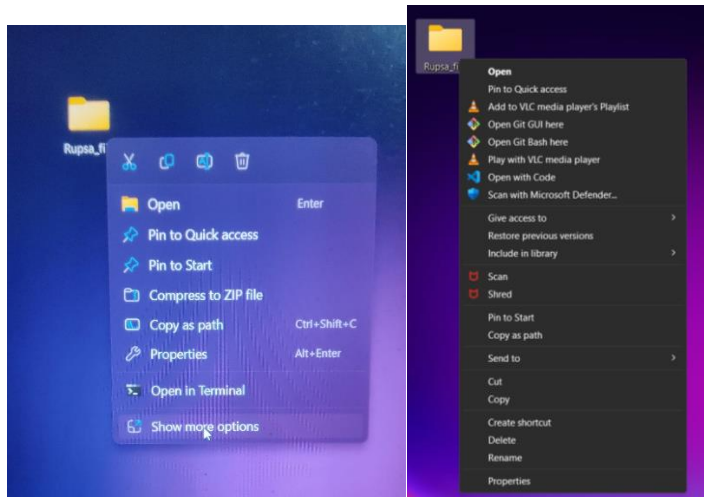 Rupsa_fi
Open Enter
Pin to Quick access
Pin to Start
Compress to ZIP file
Copy as path Ctrl+Shift+C
Properties Alt+Enter
Open in Terminal
Show more options
Rupsa_fi
Open
Pin to Quick access
Add to VLC media player's Playlist
Open Git GUI here
Open Git Bash here
Play with VLC media player
Open with Code
Scan with Microsoft Defender...
Give access to
Restore previous versions
Include in library
Scan
Shred
Pin to Start
Copy as path
Send to
Cut
Copy
Create shortcut
Delete
Rename
Properties